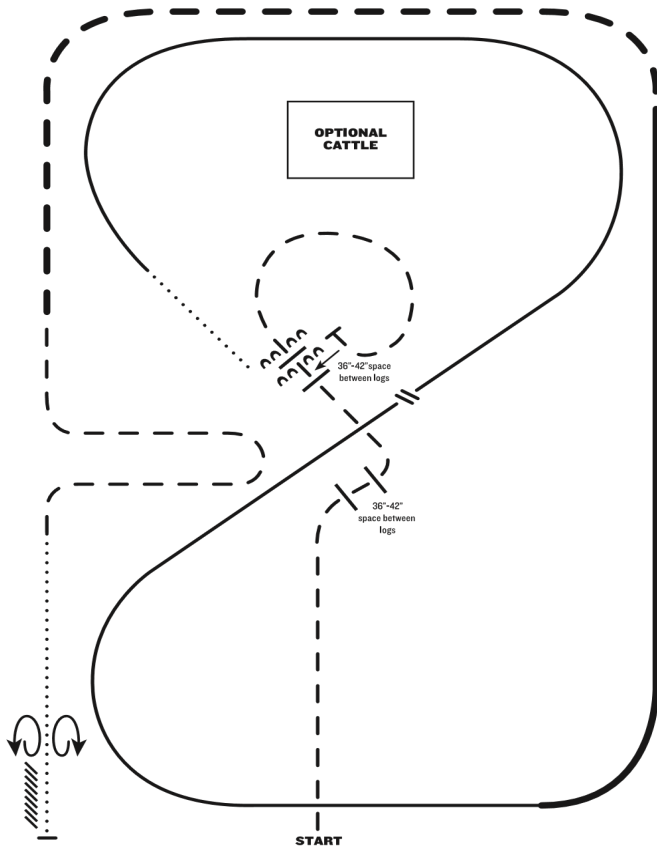 OPTIONAL
CATTLE
36"-42"space
between logs
36"-42"
space between
logs
START